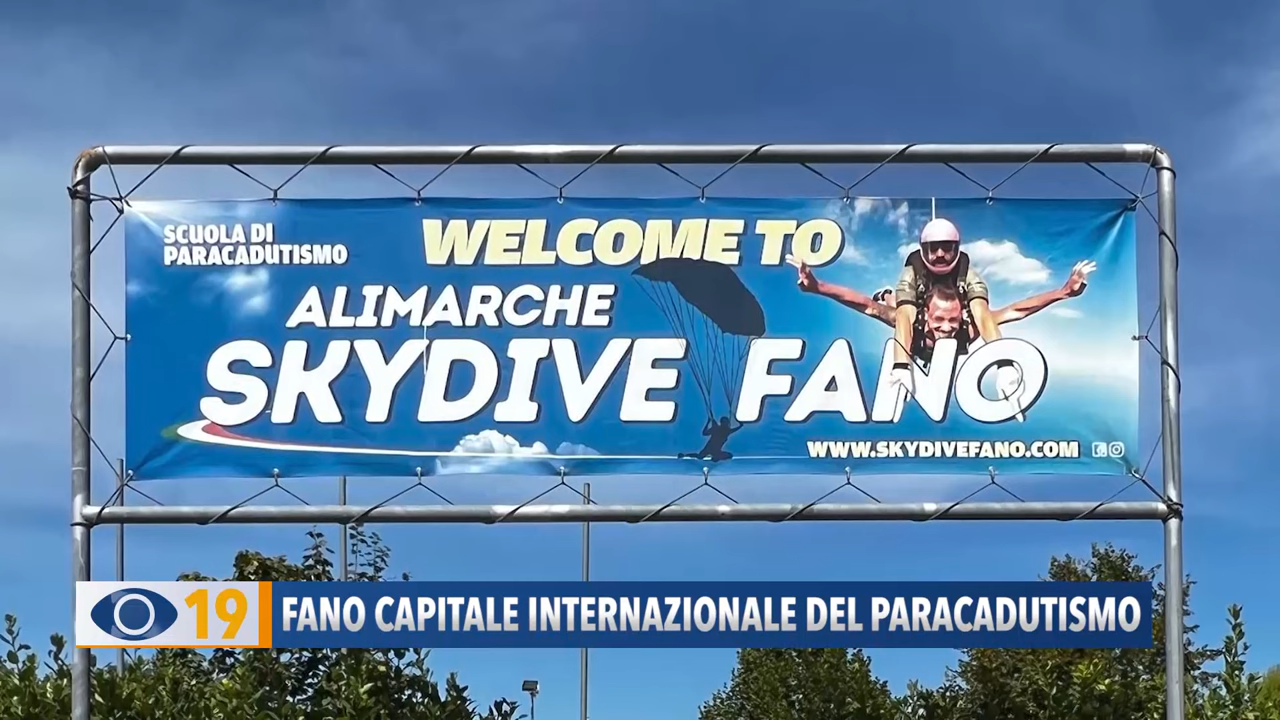 SCUOLA DI
PARACADUTISMO
WELCOME TO
ALIMARCHE
SKYDIVE FANO
WWW.SKYDIVEFANO.COM
19
FANO CAPITALE INTERNAZIONALE DEL PARACADUTISMO